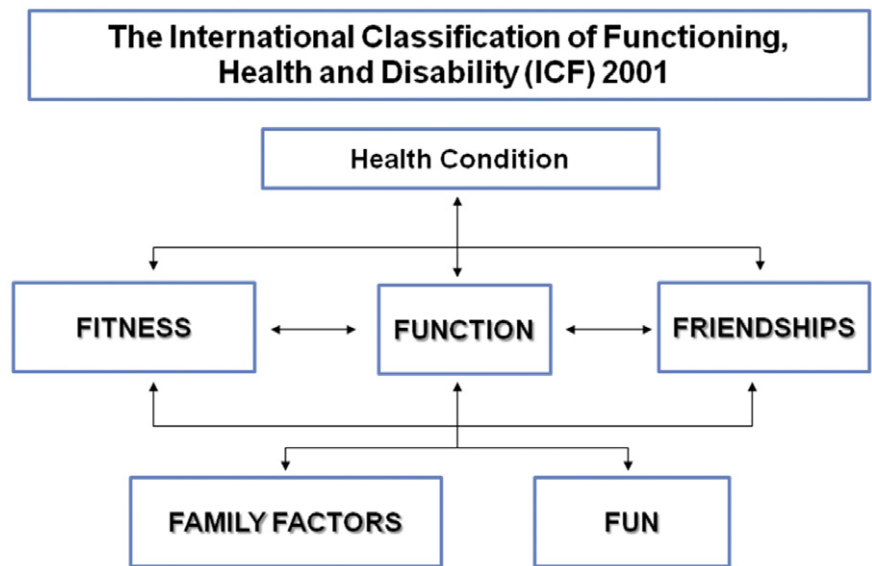 The International Classification of Functioning,
Health and Disability (ICF) 2001
Health Condition
FITNESS
FUNCTION
FRIENDSHIPS
FAMILY FACTORS
FUN